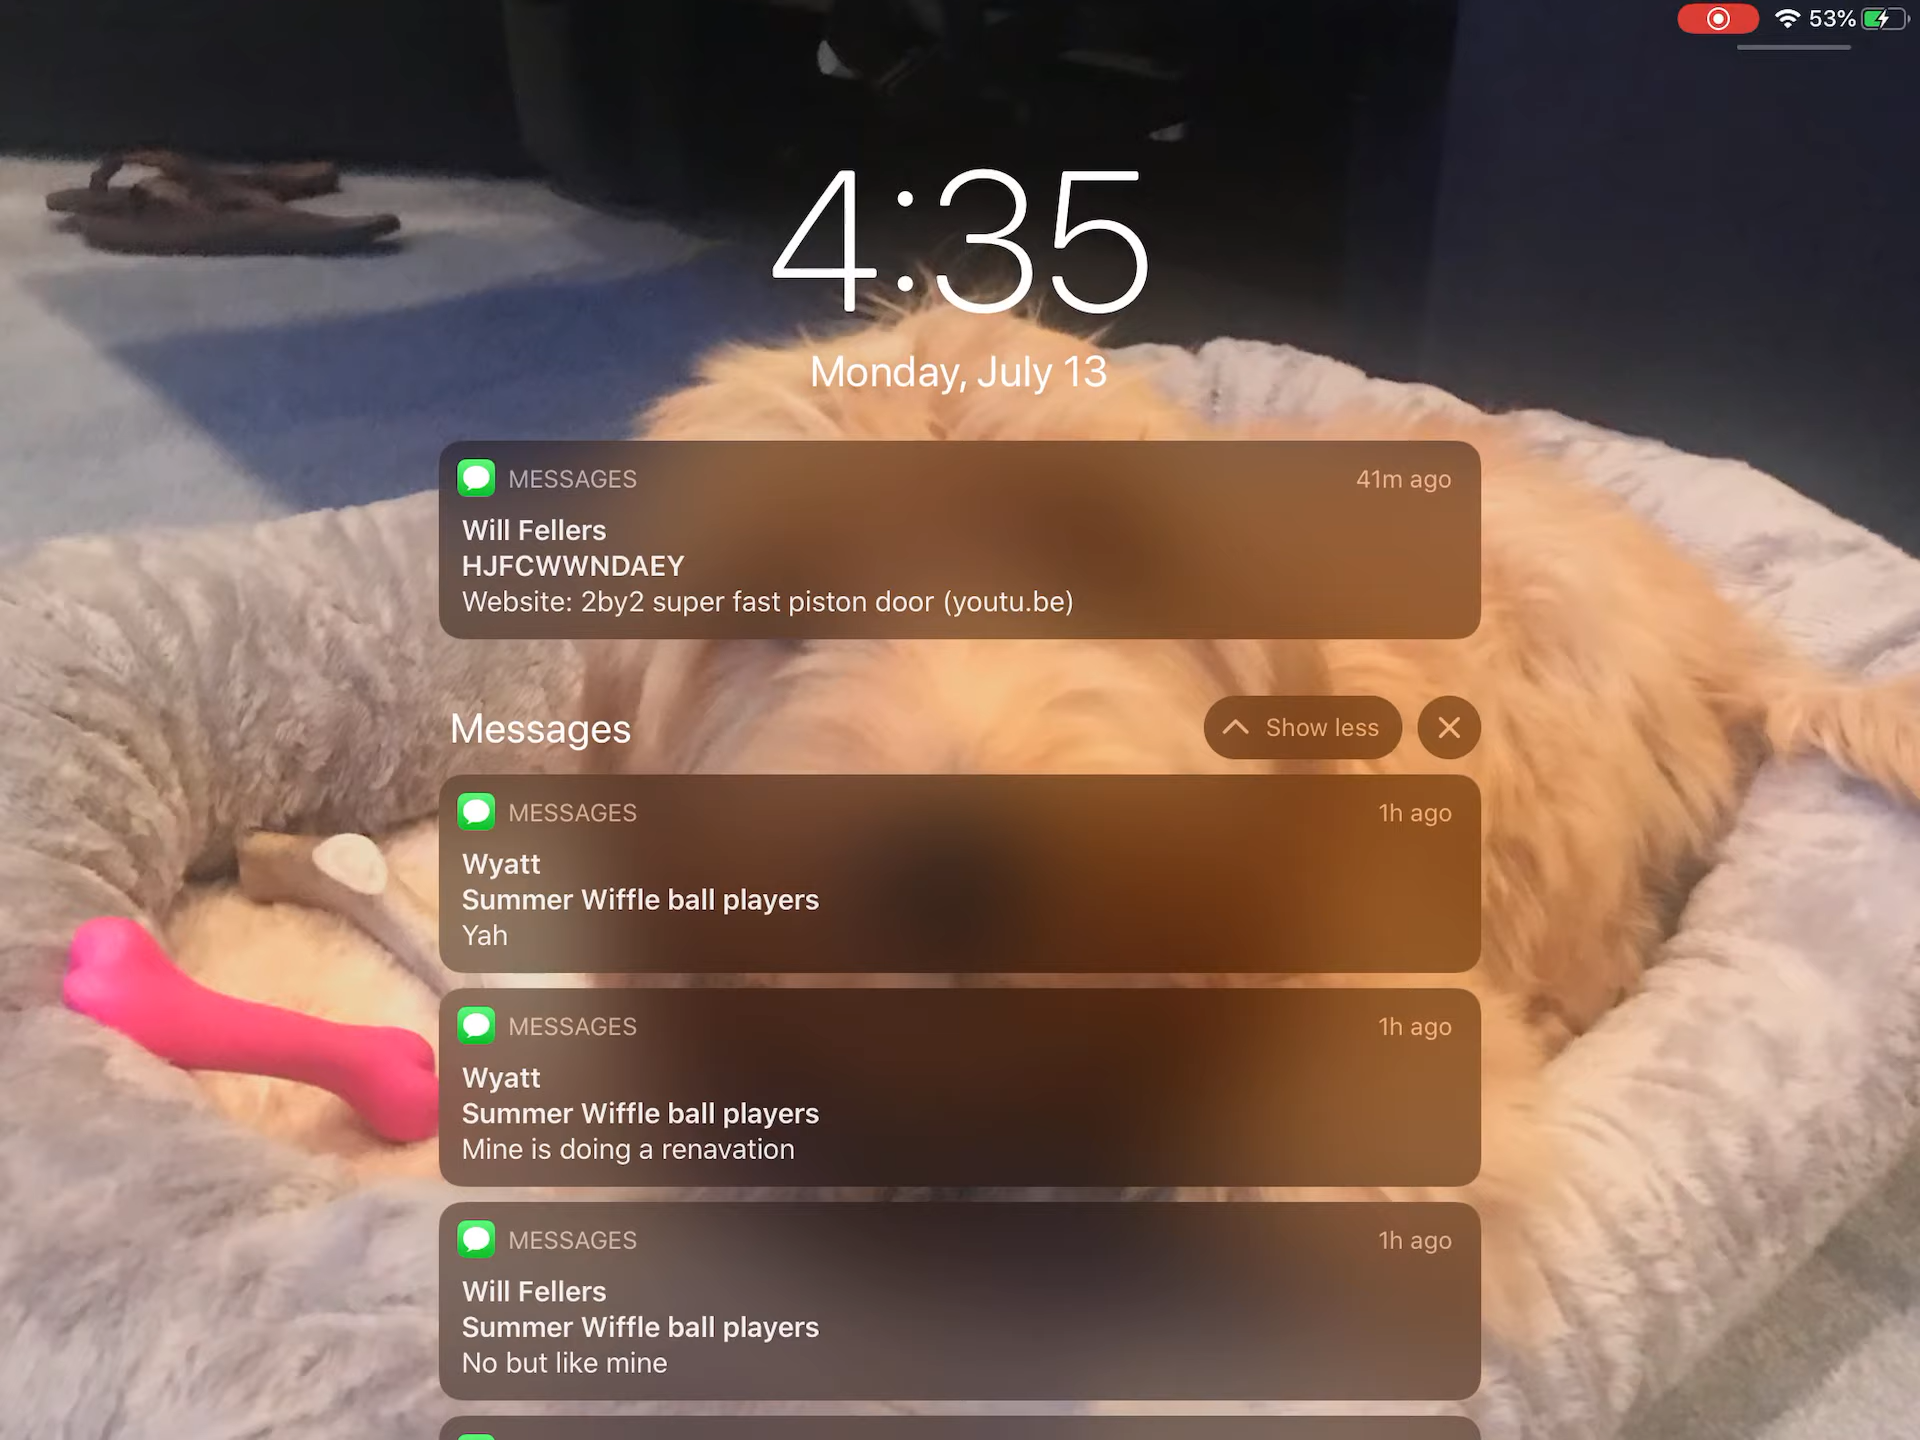 53%
4:35
Monday, July 13
MESSAGES 41m ago
Will Fellers
HJFCWWNDAEY
Website: 2by2 super fast piston door (youtu.be)
Messages Show less
MESSAGES 1h ago
Wyatt
Summer Wiffle ball players
Yah
MESSAGES 1h ago
Wyatt
Summer Wiffle ball players
Mine is doing a renavation
MESSAGES 1h ago
Will Fellers
Summer Wiffle ball players
No but like mine